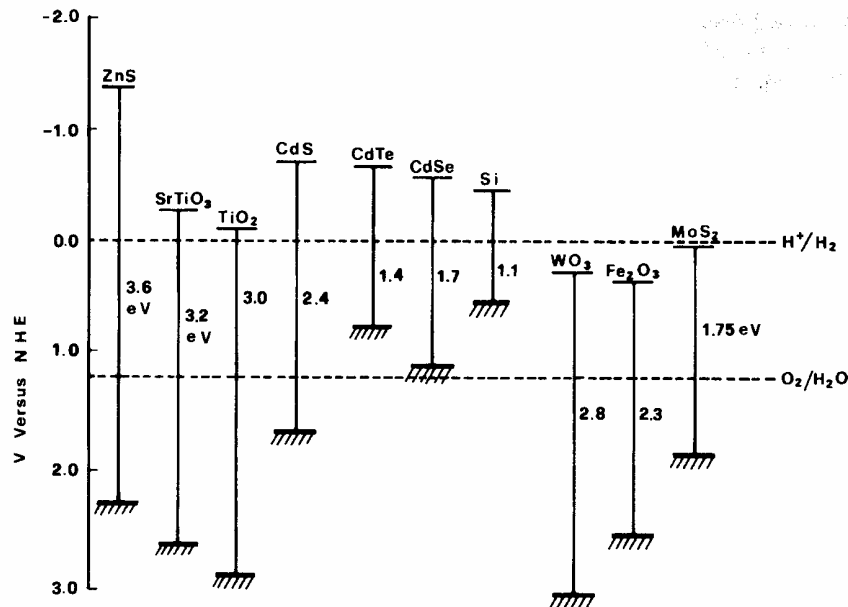 -2.0
ZnS
-1.0
CdS
CdTe
CdSe
Si
SrTiO₃
TiO₂
MoS₂
0.0
H⁺/H₂
WO₃
Fe₂O₃
3.6
eV
3.2
eV
3.0
2.4
1.4
1.7
1.1
1.75 eV
1.0
O₂/H₂O
2.8
2.3
2.0
3.0
V Versus NHE